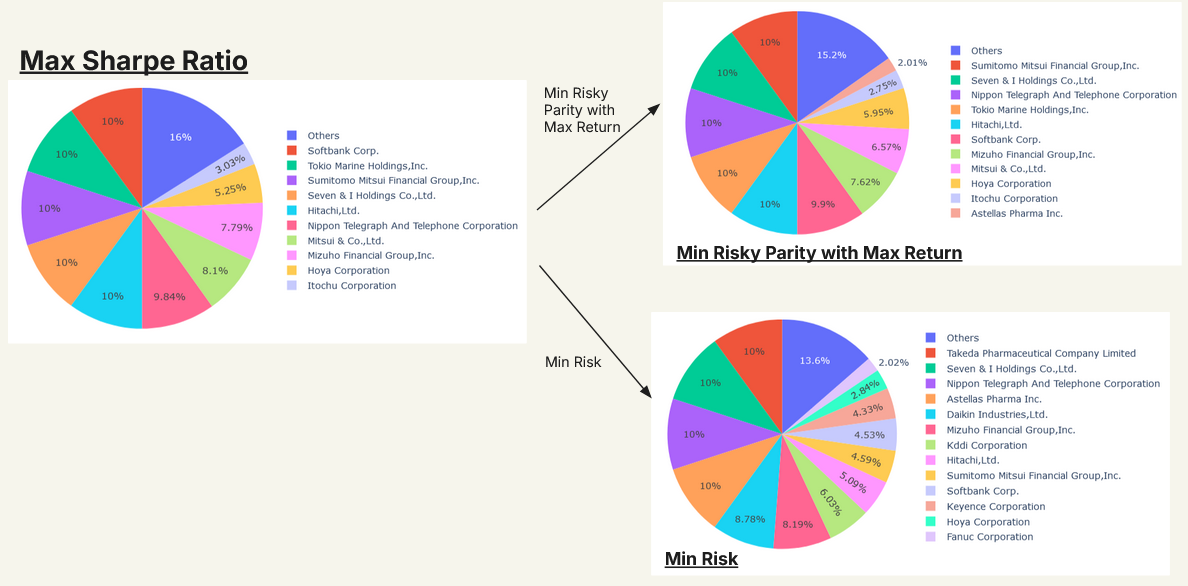 Max Sharpe Ratio
16%
3.03%
5.25%
7.79%
8.1%
9.84%
10%
10%
10%
10%
10%
Others
Softbank Corp.
Tokio Marine Holdings,Inc.
Sumitomo Mitsui Financial Group,Inc.
Seven & I Holdings Co.,Ltd.
Hitachi,Ltd.
Nippon Telegraph And Telephone Corporation
Mitsui & Co.,Ltd.
Mizuho Financial Group,Inc.
Hoya Corporation
Itochu Corporation
Min Risky
Parity with
Max Return
Min Risk
15.2%
2.01%
2.75%
5.95%
6.57%
7.62%
9.9%
10%
10%
10%
10%
10%
Others
Sumitomo Mitsui Financial Group,Inc.
Seven & I Holdings Co.,Ltd.
Nippon Telegraph And Telephone Corporation
Tokio Marine Holdings,Inc.
Hitachi,Ltd.
Softbank Corp.
Mizuho Financial Group,Inc.
Mitsui & Co.,Ltd.
Hoya Corporation
Itochu Corporation
Astellas Pharma Inc.
Min Risky Parity with Max Return
13.6%
2.02%
2.84%
4.33%
4.53%
4.59%
5.09%
6.03%
8.19%
8.78%
10%
10%
10%
10%
Others
Takeda Pharmaceutical Company Limited
Seven & I Holdings Co.,Ltd.
Nippon Telegraph And Telephone Corporation
Astellas Pharma Inc.
Daikin Industries,Ltd.
Mizuho Financial Group,Inc.
Kddi Corporation
Hitachi,Ltd.
Sumitomo Mitsui Financial Group,Inc.
Softbank Corp.
Keyence Corporation
Hoya Corporation
Fanuc Corporation
Min Risk